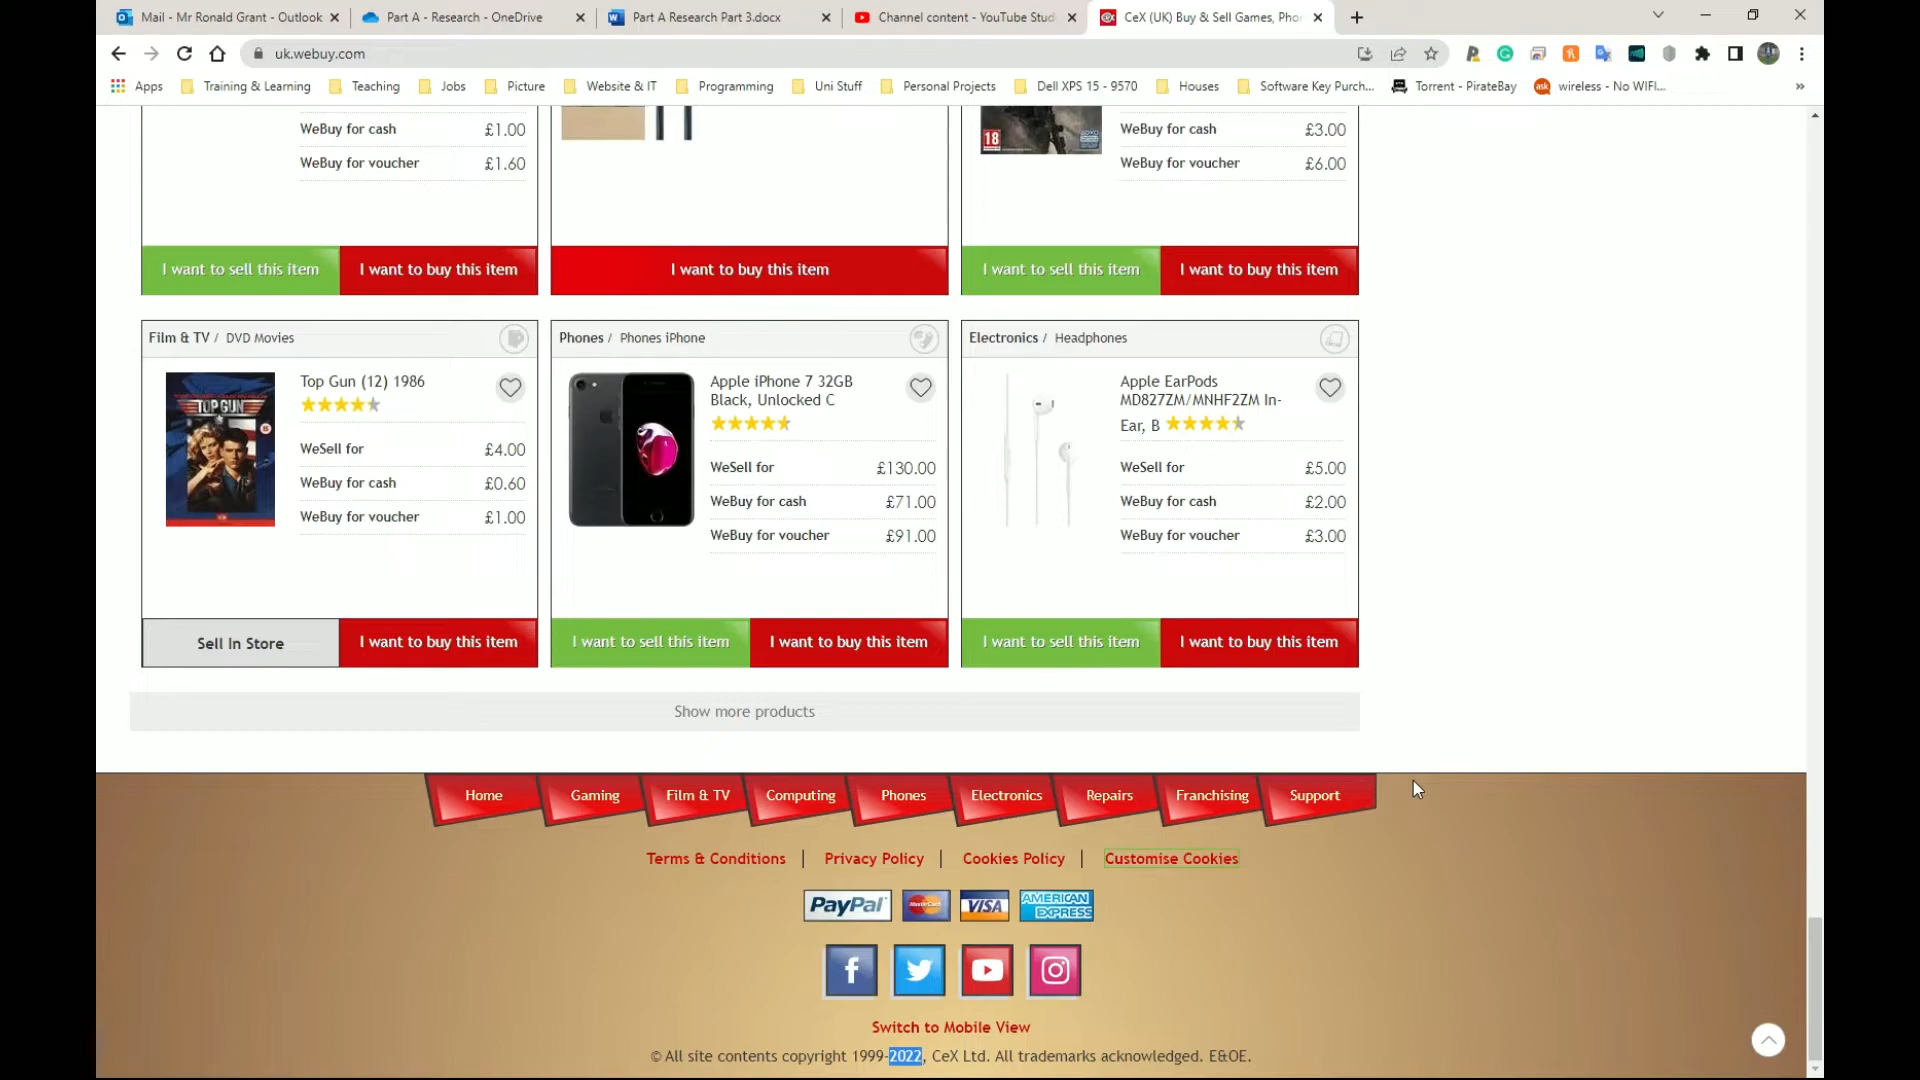 Mail - Mr Ronald Grant - Outlook
Part A - Research - OneDrive
Part A Research Part 3.docx
Channel content - YouTube Stud
CeX (UK) Buy & Sell Games, Pho
uk.webuy.com
Apps
Training & Learning
Teaching
Jobs
Picture
Website & IT
Programming
Uni Stuff
Personal Projects
Dell XPS 15 - 9570
Houses
Software Key Purch...
Torrent - PirateBay
wireless - No WIFI...
WeBuy for cash £1.00
WeBuy for voucher £1.60
18
WeBuy for cash £3.00
WeBuy for voucher £6.00
I want to sell this item
I want to buy this item
I want to buy this item
I want to sell this item
I want to buy this item
Film & TV / DVD Movies
TOP GUN
Top Gun (12) 1986
WeSell for £4.00
WeBuy for cash £0.60
WeBuy for voucher £1.00
Sell In Store
I want to buy this item
Phones / Phones iPhone
Apple iPhone 7 32GB
Black, Unlocked C
WeSell for £130.00
WeBuy for cash £71.00
WeBuy for voucher £91.00
I want to sell this item
I want to buy this item
Electronics / Headphones
Apple EarPods
MD827ZM/MNHF2ZM In-
Ear, B
WeSell for £5.00
WeBuy for cash £2.00
WeBuy for voucher £3.00
I want to sell this item
I want to buy this item
Show more products
Home
Gaming
Film & TV
Computing
Phones
Electronics
Repairs
Franchising
Support
Terms & Conditions | Privacy Policy | Cookies Policy | Customise Cookies
PayPal
MasterCard
VISA
AMERICAN EXPRESS
Switch to Mobile View
© All site contents copyright 1999-2022, CeX Ltd. All trademarks acknowledged. E&OE.